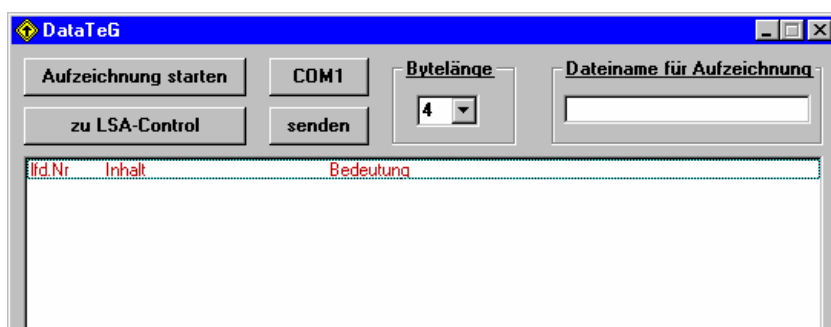 DataTeG
Aufzeichnung starten
COM1
Bytelänge
Dateiname für Aufzeichnung
4
zu LSA-Control
senden
lfd.Nr Inhalt Bedeutung